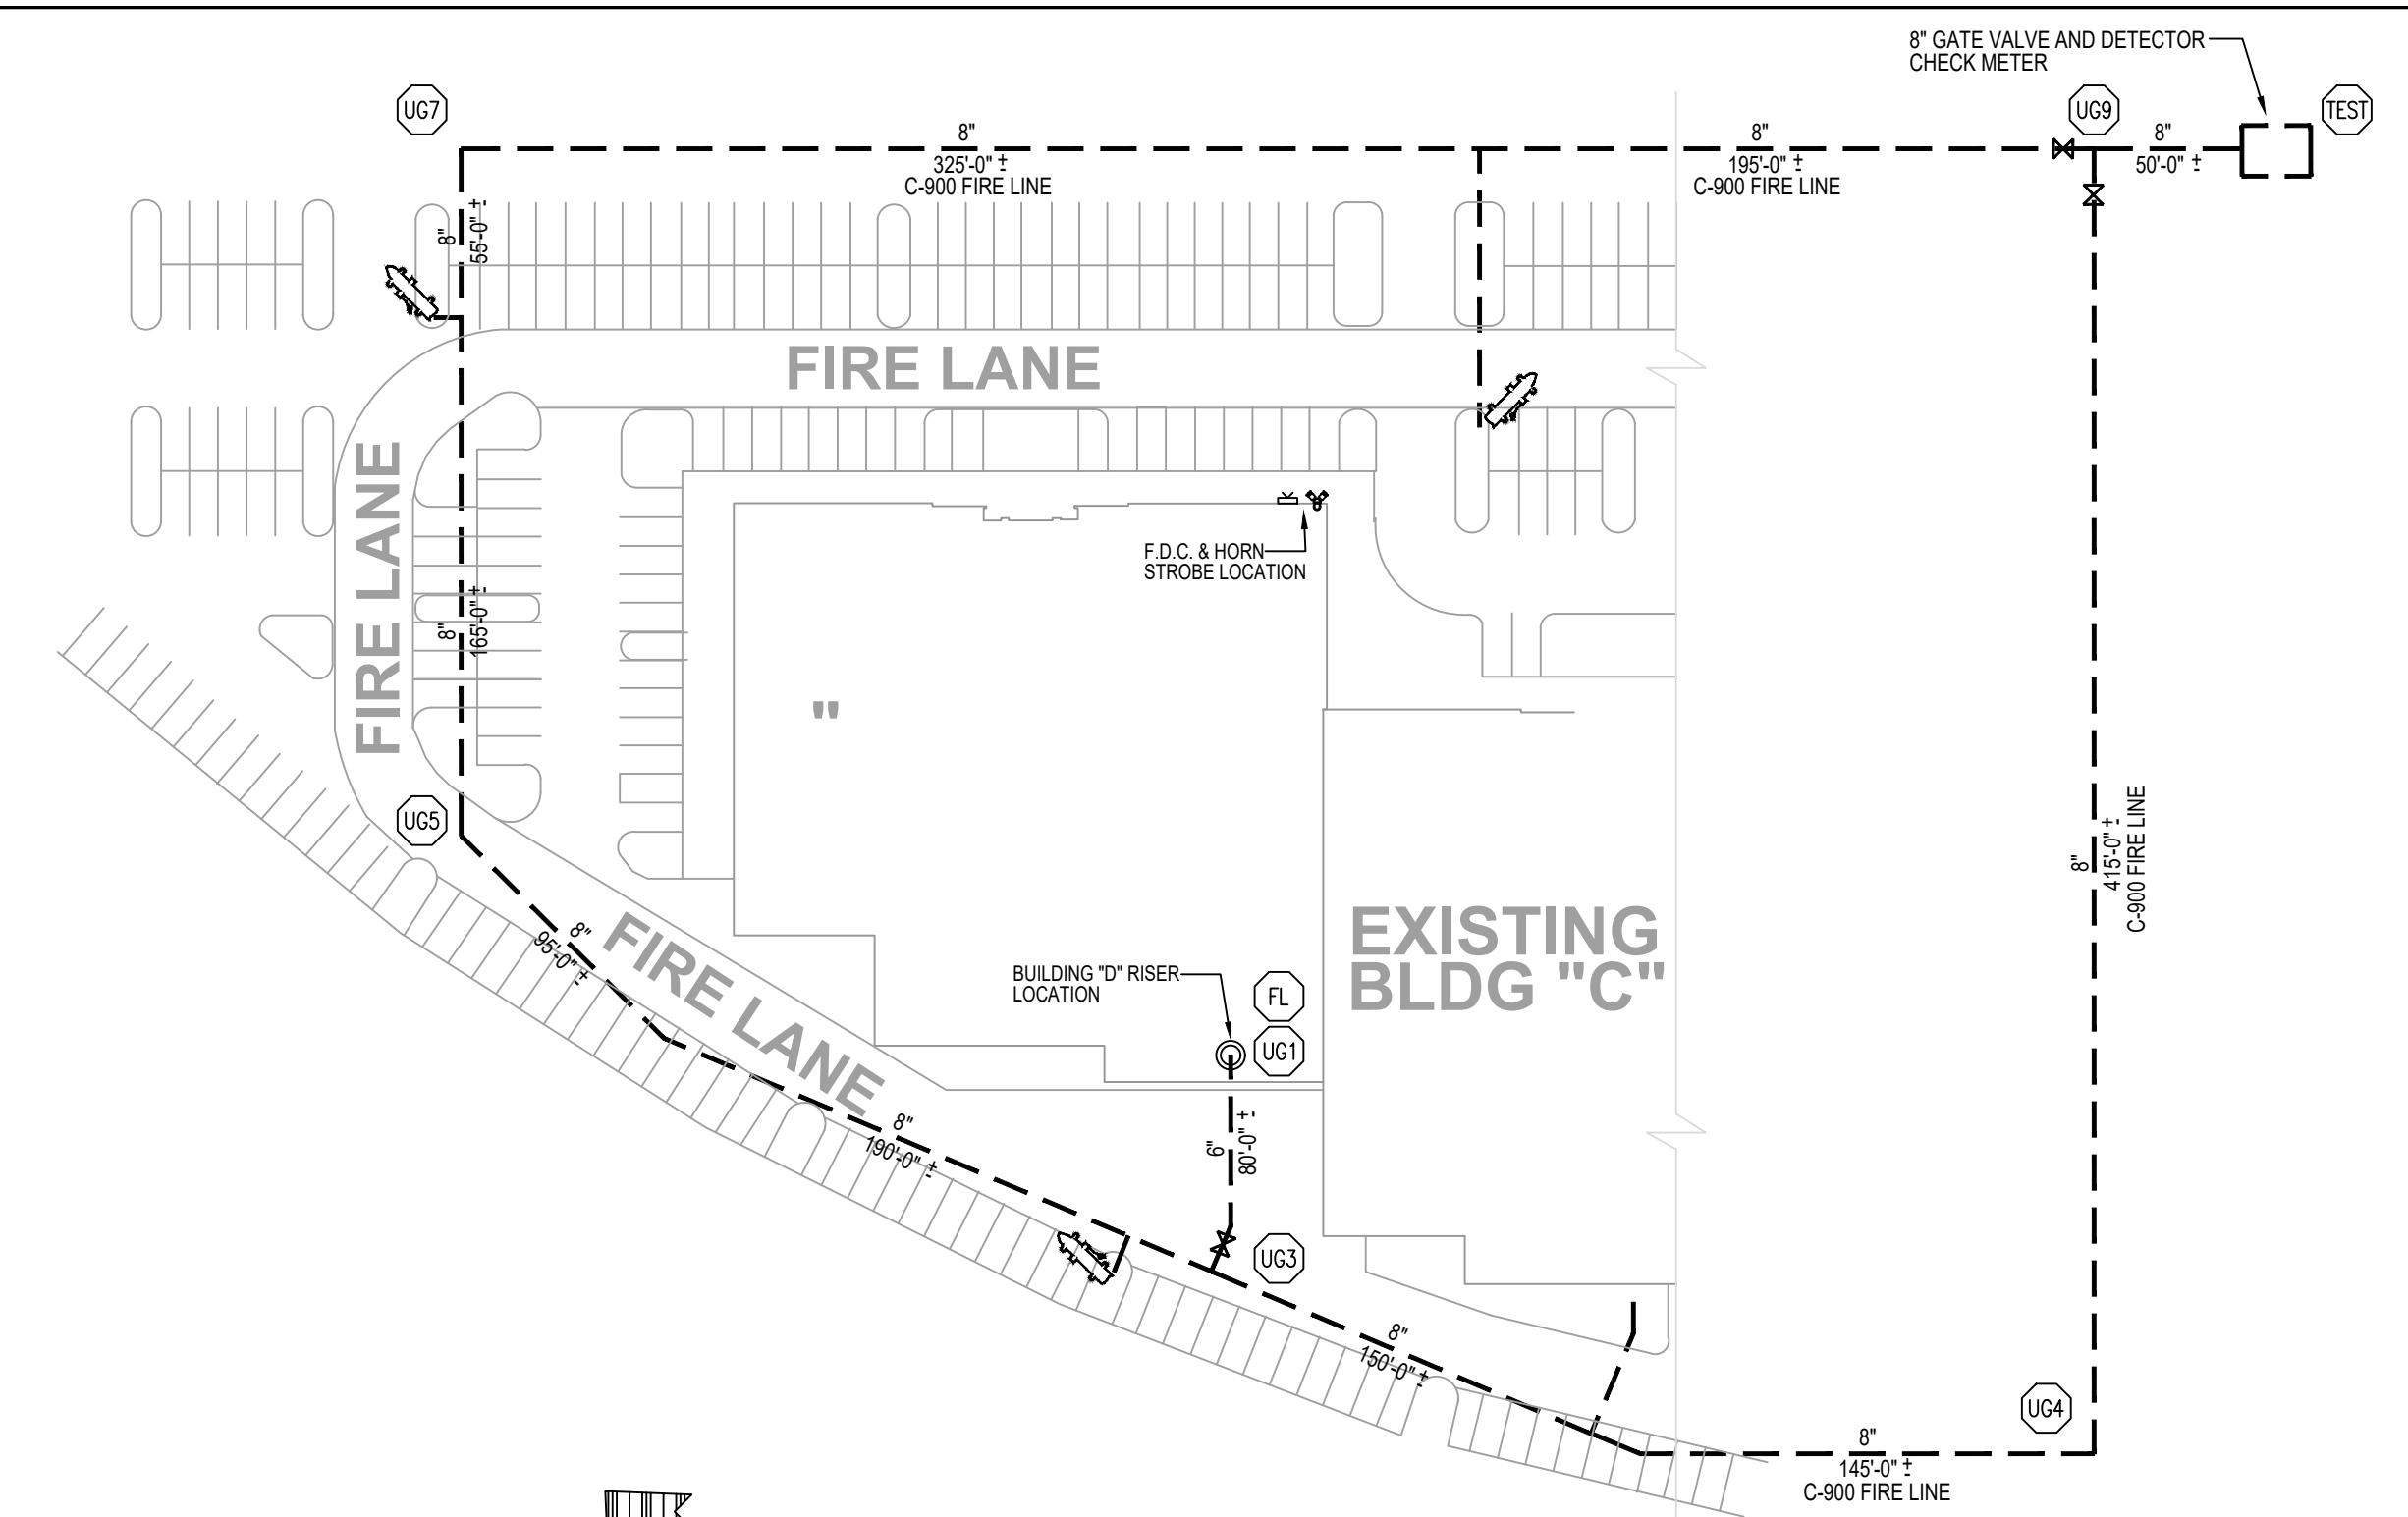 8" GATE VALVE AND DETECTOR
CHECK METER
UG7
UG9
TEST
8"
325'-0" ±
C-900 FIRE LINE
8"
195'-0" ±
C-900 FIRE LINE
8"
50'-0" ±
8"
55'-0" ±
FIRE LANE
FIRE LANE
F.D.C. & HORN
STROBE LOCATION
8"
165'-0" ±
"
UG5
8"
415'-0" ±
C-900 FIRE LINE
8"
95'-0" ±
FIRE LANE
EXISTING
BLDG "C"
BUILDING "D" RISER
LOCATION
FL
UG1
8"
190'-0" ±
6"
80'-0" ±
UG3
8"
150'-0" ±
UG4
8"
145'-0" ±
C-900 FIRE LINE